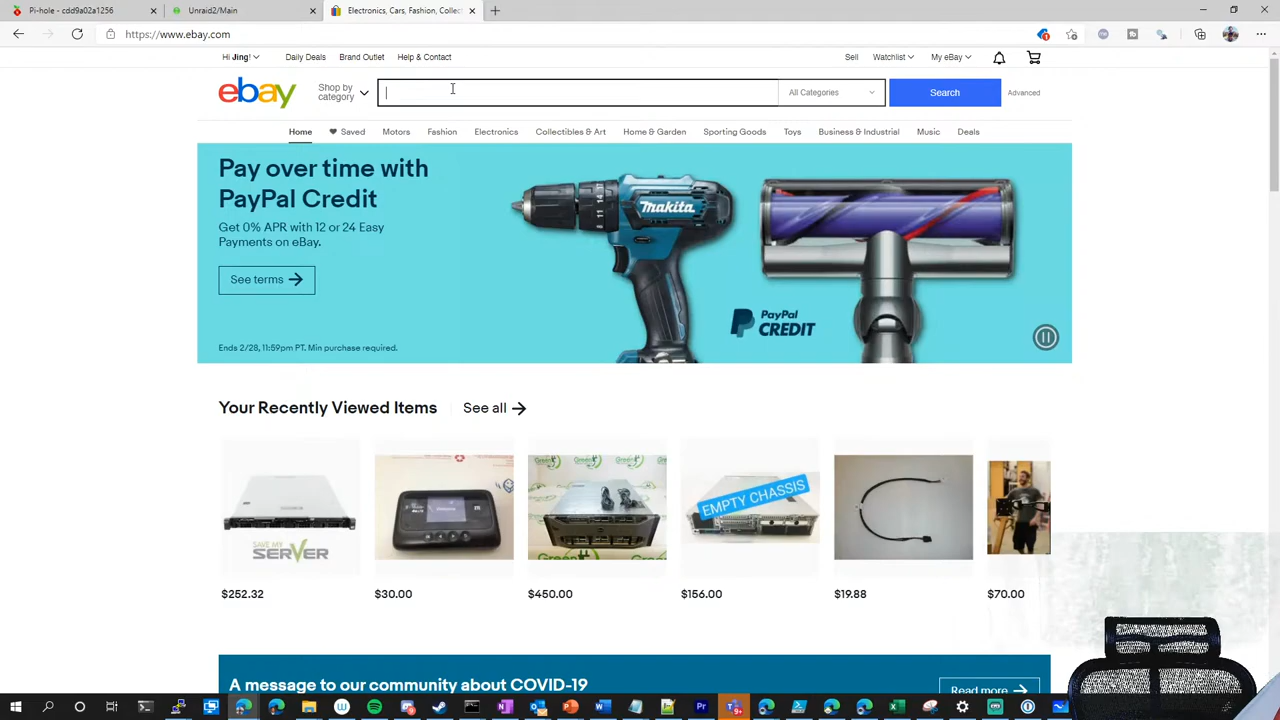 Pi-hole - cdd9a02a1256
Unraid2/Main
Electronics, Cars, Fashion, Collec
https://www.ebay.com
Hi Jing!
Daily Deals
Brand Outlet
Help & Contact
Sell
Watchlist
My eBay
ebay
Shop by
category
All Categories
Search
Advanced
Home
Saved
Motors
Fashion
Electronics
Collectibles & Art
Home & Garden
Sporting Goods
Toys
Business & Industrial
Music
Deals
Pay over time with
PayPal Credit
Get 0% APR with 12 or 24 Easy
Payments on eBay.
See terms
Ends 2/28, 11:59pm PT. Min purchase required.
makita
PayPal
CREDIT
Your Recently Viewed Items
See all
SAVE MY
SERVER
EMPTY CHASSIS
$252.32
$30.00
$450.00
$156.00
$19.88
$70.00
A message to our community about COVID-19
Read more